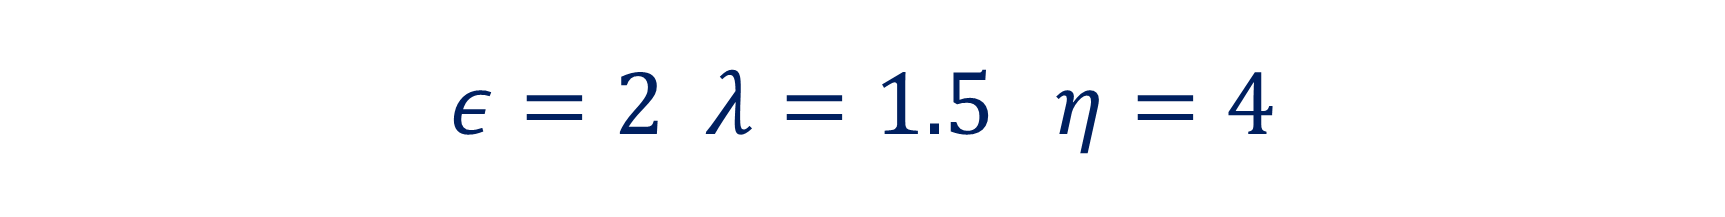 ϵ = 2 λ = 1.5 η = 4